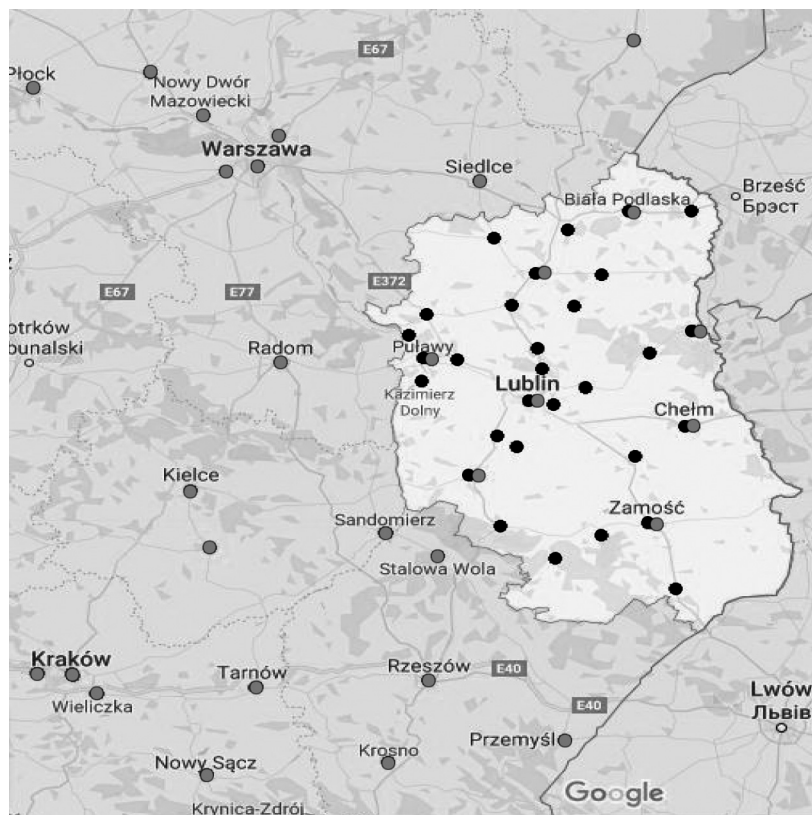 E67
Płock
Nowy Dwór
Mazowiecki
Warszawa
Siedlce
Brześć
Брэст
Biała Podlaska
E372
E67
E77
otrków
bunalski
Radom
Puławy
Kazimierz
Dolny
Lublin
Chełm
Kielce
Sandomierz
Zamość
Stalowa Wola
Kraków
Wieliczka
Tarnów
Rzeszów
E40
E40
Lwów
Львів
Przemyśl
Krosno
Nowy Sącz
Krynica-Zdrój
Google